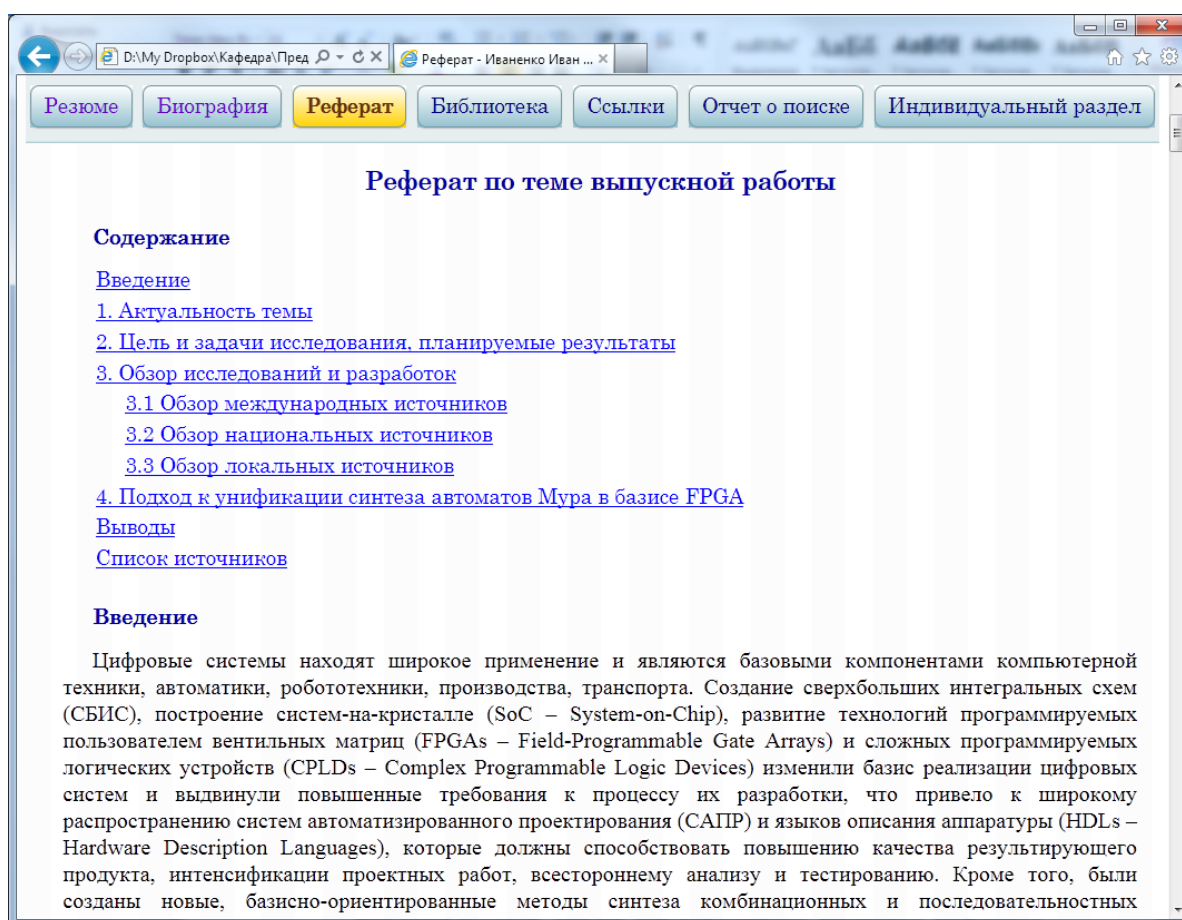 D:\My Dropbox\Кафедра\Пред
Реферат - Иваненко Иван ...
Резюме Биография Реферат Библиотека Ссылки Отчет о поиске Индивидуальный раздел
Реферат по теме выпускной работы
Содержание
Введение
1. Актуальность темы
2. Цель и задачи исследования, планируемые результаты
3. Обзор исследований и разработок
3.1 Обзор международных источников
3.2 Обзор национальных источников
3.3 Обзор локальных источников
4. Подход к унификации синтеза автоматов Мура в базисе FPGA
Выводы
Список источников
Введение
Цифровые системы находят широкое применение и являются базовыми компонентами компьютерной
техники, автоматики, робототехники, производства, транспорта. Создание сверхбольших интегральных схем
(СБИС), построение систем-на-кристалле (SoC – System-on-Chip), развитие технологий программируемых
пользователем вентильных матриц (FPGAs – Field-Programmable Gate Arrays) и сложных программируемых
логических устройств (CPLDs – Complex Programmable Logic Devices) изменили базис реализации цифровых
систем и выдвинули повышенные требования к процессу их разработки, что привело к широкому
распространению систем автоматизированного проектирования (САПР) и языков описания аппаратуры (HDLs –
Hardware Description Languages), которые должны способствовать повышению качества результирующего
продукта, интенсификации проектных работ, всестороннему анализу и тестированию. Кроме того, были
созданы новые, базисно-ориентированные методы синтеза комбинационных и последовательностных